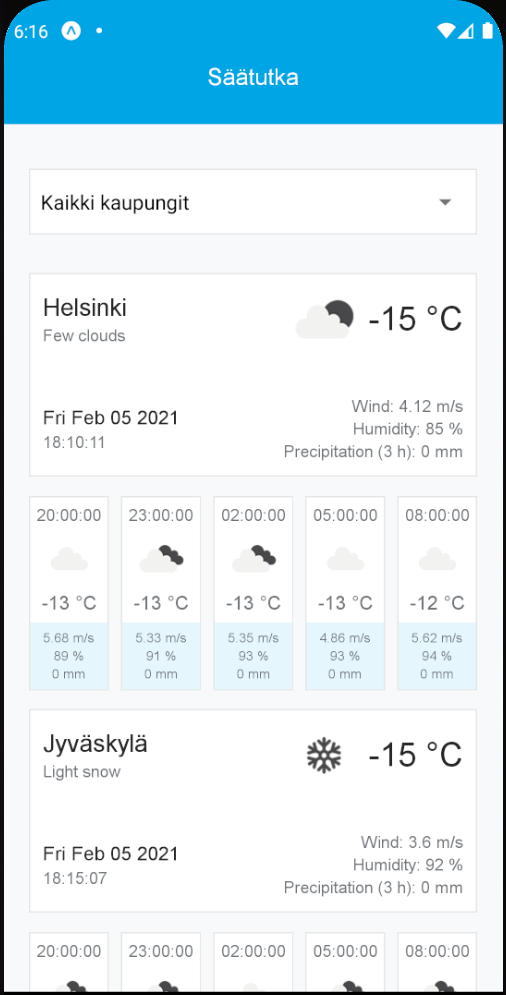 6:16
Säätutka
Kaikki kaupungit
Helsinki
Few clouds
-15 °C
Fri Feb 05 2021
18:10:11
Wind: 4.12 m/s
Humidity: 85 %
Precipitation (3 h): 0 mm
20:00:00 23:00:00 02:00:00 05:00:00 08:00:00
-13 °C -13 °C -13 °C -13 °C -12 °C
5.68 m/s 5.33 m/s 5.35 m/s 4.86 m/s 5.62 m/s
89 % 91 % 93 % 93 % 94 %
0 mm 0 mm 0 mm 0 mm 0 mm
Jyväskylä
Light snow
-15 °C
Fri Feb 05 2021
18:15:07
Wind: 3.6 m/s
Humidity: 92 %
Precipitation (3 h): 0 mm
20:00:00 23:00:00 02:00:00 05:00:00 08:00:00